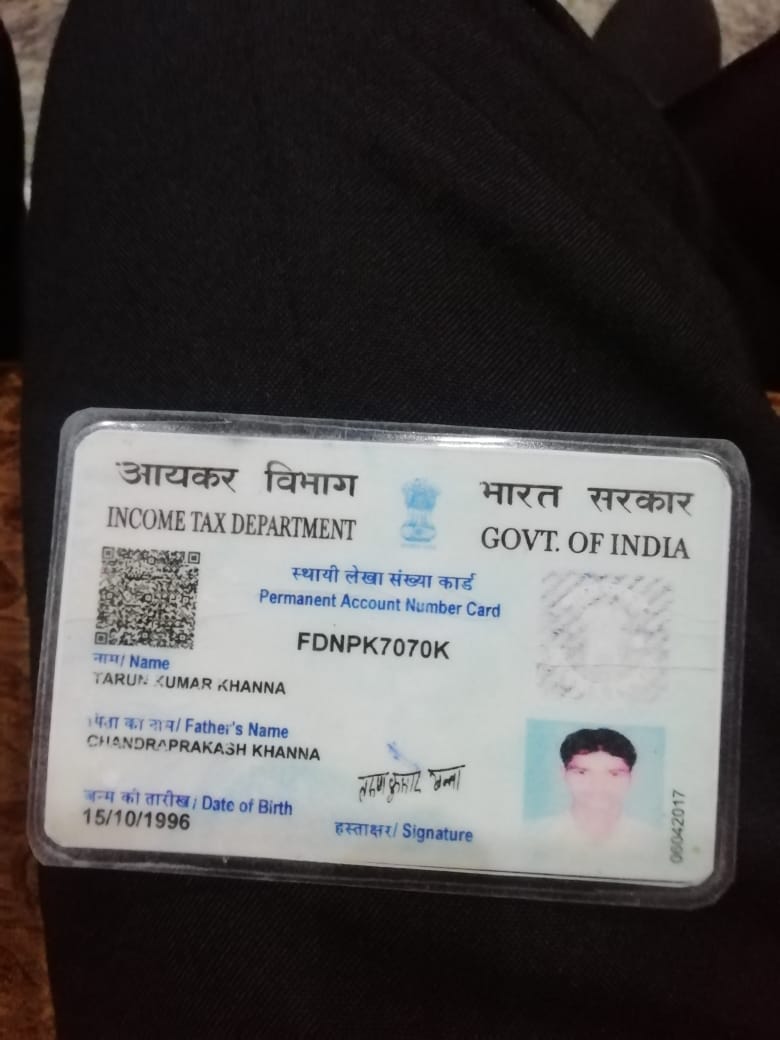 आयकर विभाग
INCOME TAX DEPARTMENT
भारत सरकार
GOVT. OF INDIA
स्थायी लेखा संख्या कार्ड
Permanent Account Number Card
FDNPK7070K
नाम/ Name
TARUN KUMAR KHANNA
पिता का नाम/ Father's Name
CHANDRAPRAKASH KHANNA
जन्म की तारीख/ Date of Birth
15/10/1996
तरुण कुमार खन्ना
हस्ताक्षर/ Signature
06042017